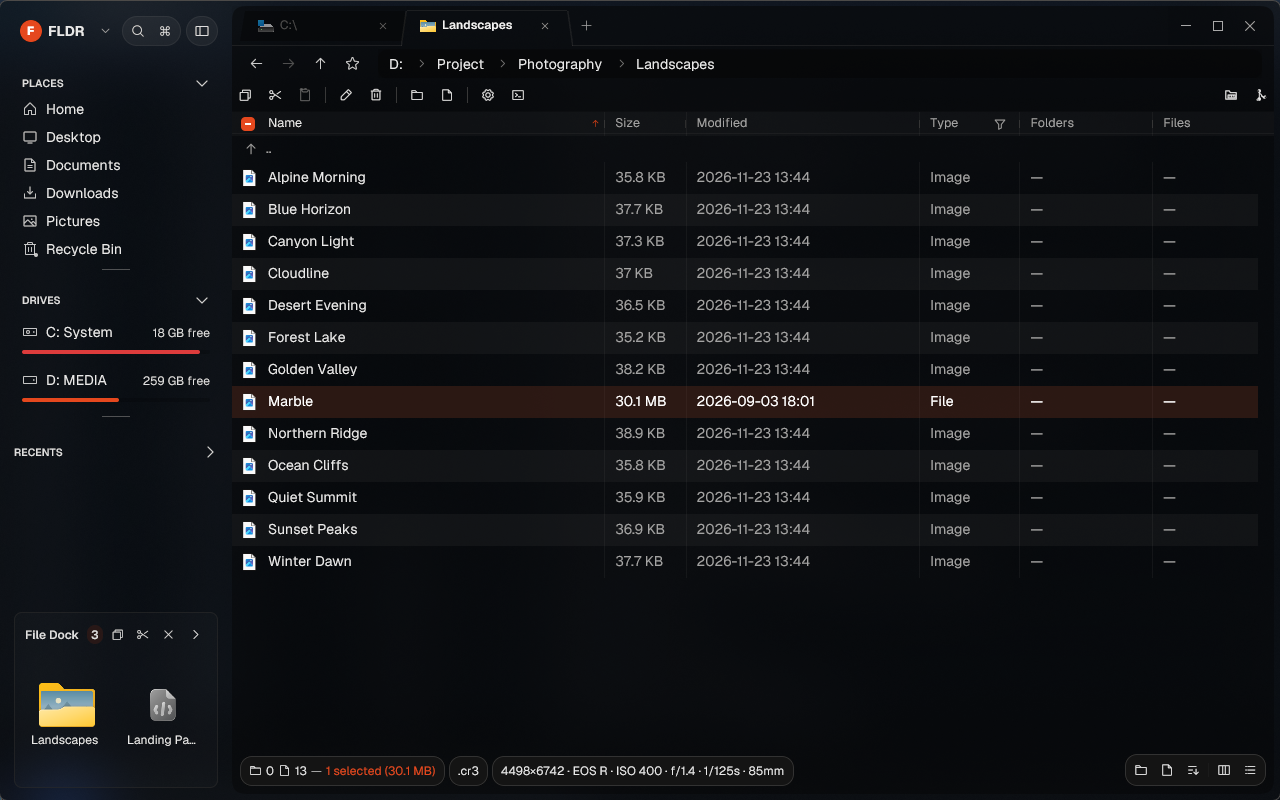 F FLDR
C:\
Landscapes
D: Project Photography Landscapes
PLACES
Home
Desktop
Documents
Downloads
Pictures
Recycle Bin
DRIVES
C: System 18 GB free
D: MEDIA 259 GB free
RECENTS
File Dock 3
Landscapes
Landing Pa...
Name Size Modified Type Folders Files
..
Alpine Morning 35.8 KB 2026-11-23 13:44 Image — —
Blue Horizon 37.7 KB 2026-11-23 13:44 Image — —
Canyon Light 37.3 KB 2026-11-23 13:44 Image — —
Cloudline 37 KB 2026-11-23 13:44 Image — —
Desert Evening 36.5 KB 2026-11-23 13:44 Image — —
Forest Lake 35.2 KB 2026-11-23 13:44 Image — —
Golden Valley 38.2 KB 2026-11-23 13:44 Image — —
Marble 30.1 MB 2026-09-03 18:01 File — —
Northern Ridge 38.9 KB 2026-11-23 13:44 Image — —
Ocean Cliffs 35.8 KB 2026-11-23 13:44 Image — —
Quiet Summit 35.9 KB 2026-11-23 13:44 Image — —
Sunset Peaks 36.9 KB 2026-11-23 13:44 Image — —
Winter Dawn 37.7 KB 2026-11-23 13:44 Image — —
0 13 — 1 selected (30.1 MB) .cr3 4498×6742 · EOS R · ISO 400 · f/1.4 · 1/125s · 85mm